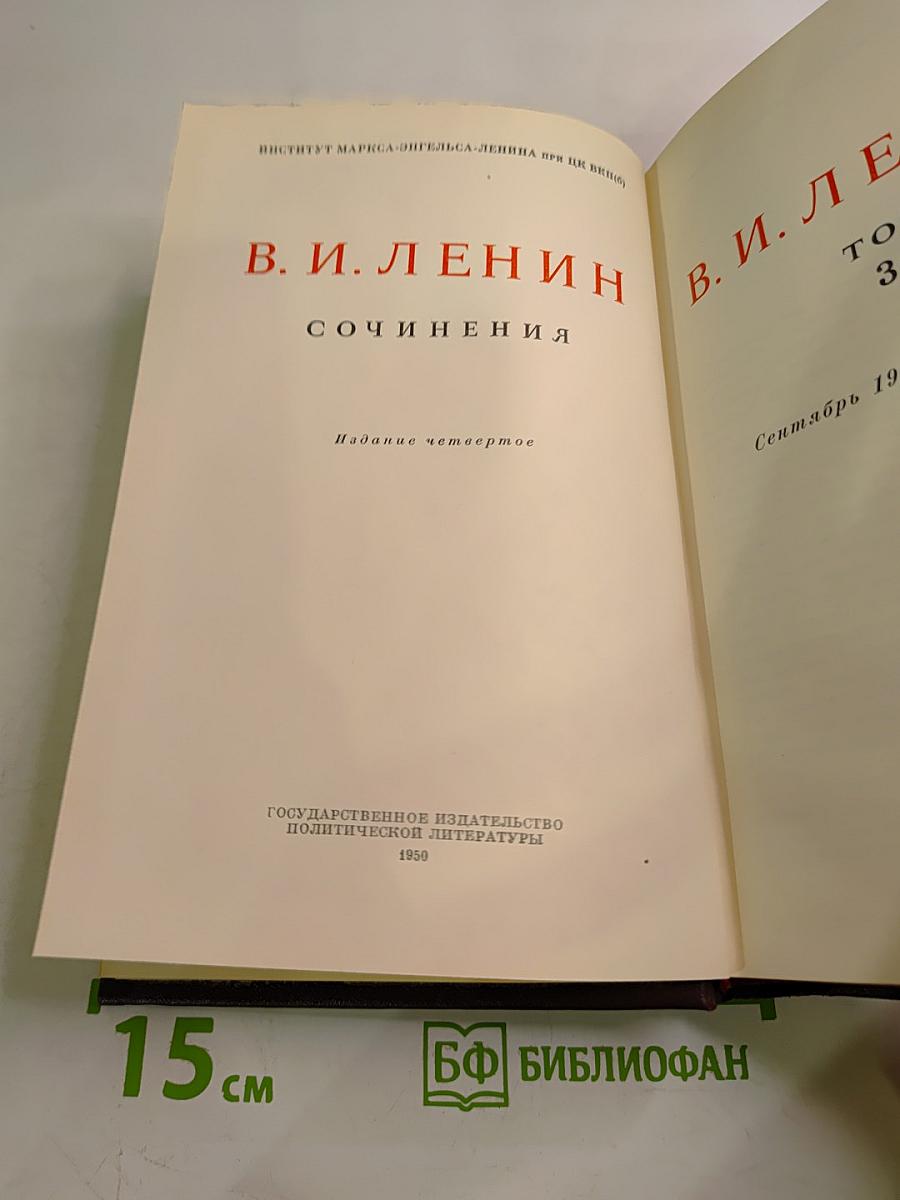 ИНСТИТУТ МАРКСА-ЭНГЕЛЬСА-ЛЕНИНА при ЦК ВКП(б)
В. И. ЛЕНИН
СОЧИНЕНИЯ
Издание четвертое
ГОСУДАРСТВЕННОЕ ИЗДАТЕЛЬСТВО
ПОЛИТИЧЕСКОЙ ЛИТЕРАТУРЫ
1950
В. И. ЛЕ
ТО
3
Сентябрь 19
15 см
БФ БИБЛИОФАН